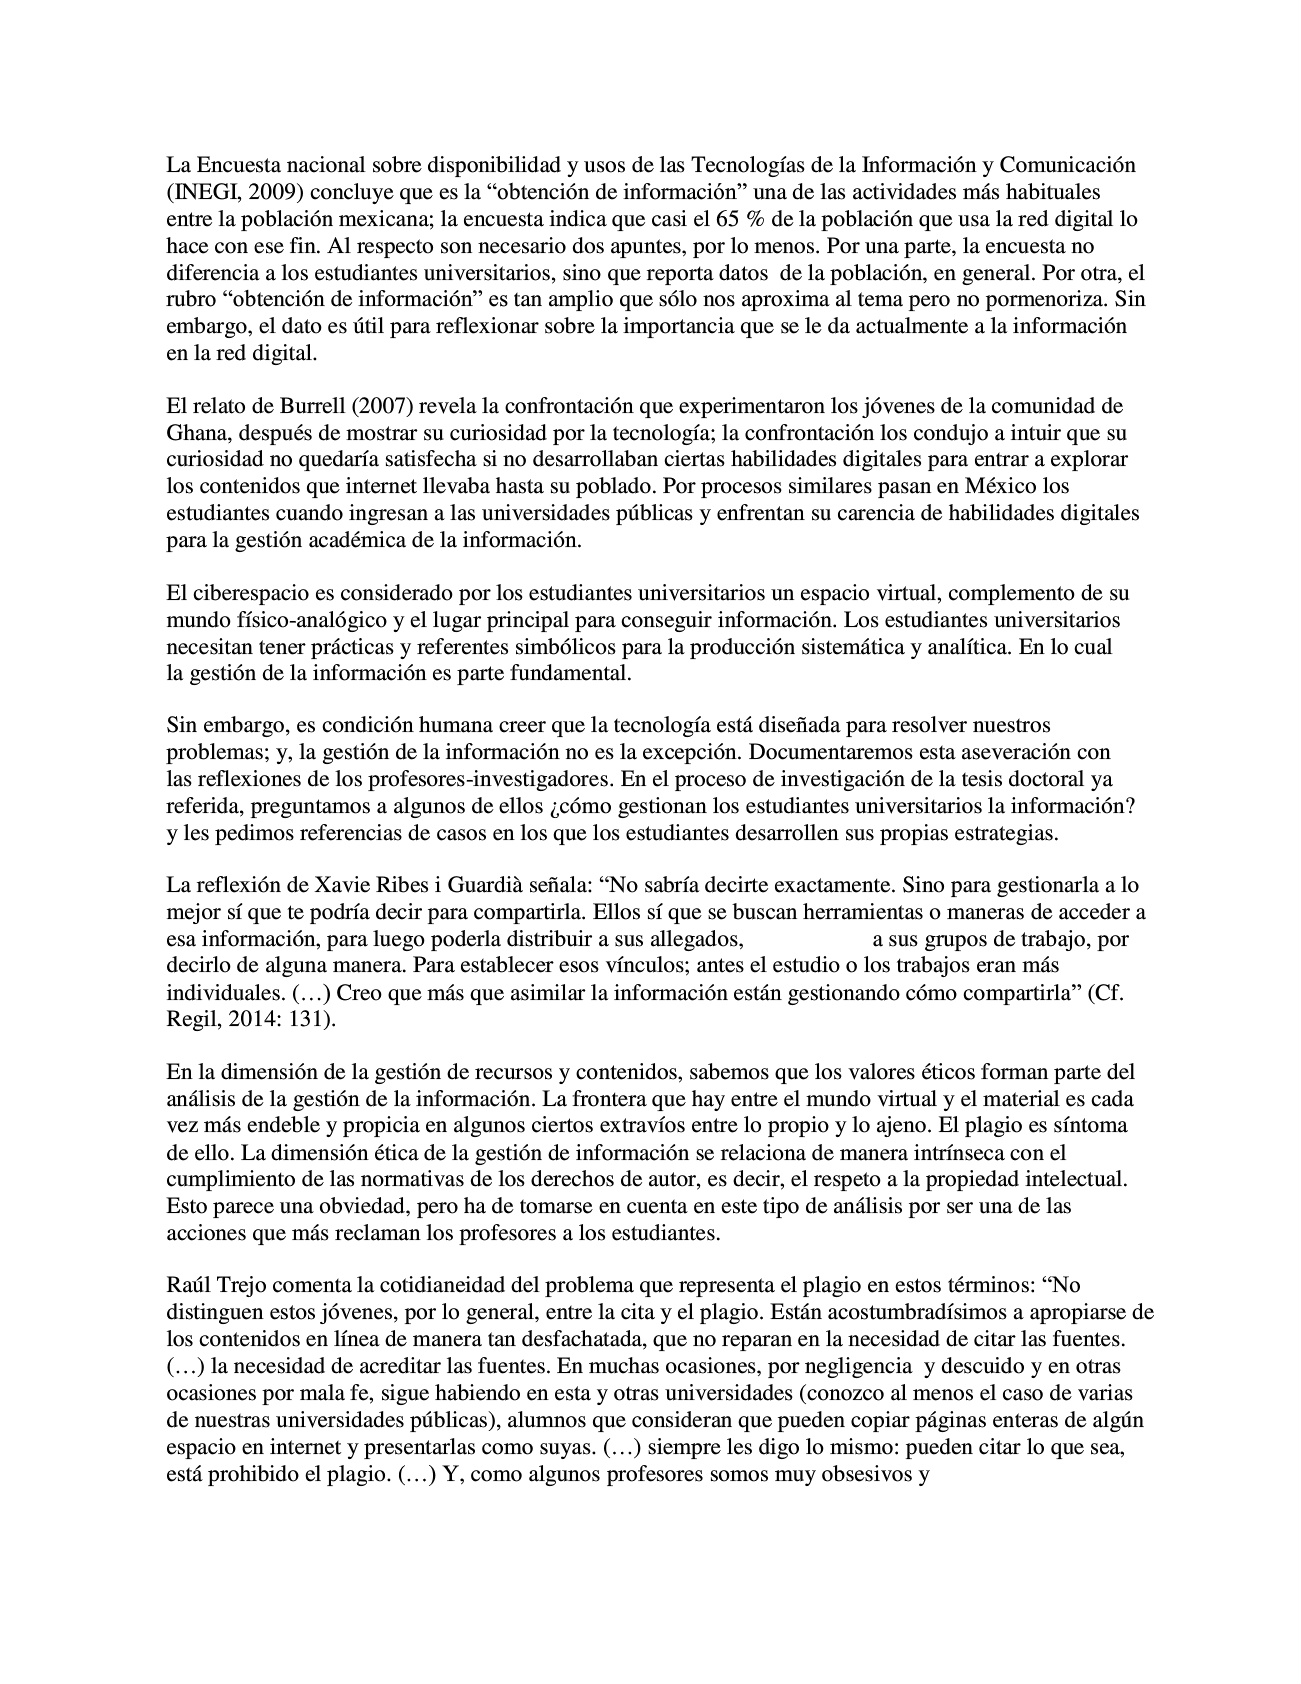 La Encuesta nacional sobre disponibilidad y usos de las Tecnologías de la Información y Comunicación
(INEGI, 2009) concluye que es la “obtención de información” una de las actividades más habituales
entre la población mexicana; la encuesta indica que casi el 65 % de la población que usa la red digital lo
hace con ese fin. Al respecto son necesario dos apuntes, por lo menos. Por una parte, la encuesta no
diferencia a los estudiantes universitarios, sino que reporta datos  de la población, en general. Por otra, el
rubro “obtención de información” es tan amplio que sólo nos aproxima al tema pero no pormenoriza. Sin
embargo, el dato es útil para reflexionar sobre la importancia que se le da actualmente a la información
en la red digital.

El relato de Burrell (2007) revela la confrontación que experimentaron los jóvenes de la comunidad de
Ghana, después de mostrar su curiosidad por la tecnología; la confrontación los condujo a intuir que su
curiosidad no quedaría satisfecha si no desarrollaban ciertas habilidades digitales para entrar a explorar
los contenidos que internet llevaba hasta su poblado. Por procesos similares pasan en México los
estudiantes cuando ingresan a las universidades públicas y enfrentan su carencia de habilidades digitales
para la gestión académica de la información.

El ciberespacio es considerado por los estudiantes universitarios un espacio virtual, complemento de su
mundo físico-analógico y el lugar principal para conseguir información. Los estudiantes universitarios
necesitan tener prácticas y referentes simbólicos para la producción sistemática y analítica. En lo cual
la gestión de la información es parte fundamental.

Sin embargo, es condición humana creer que la tecnología está diseñada para resolver nuestros
problemas; y, la gestión de la información no es la excepción. Documentaremos esta aseveración con
las reflexiones de los profesores-investigadores. En el proceso de investigación de la tesis doctoral ya
referida, preguntamos a algunos de ellos ¿cómo gestionan los estudiantes universitarios la información?
y les pedimos referencias de casos en los que los estudiantes desarrollen sus propias estrategias.

La reflexión de Xavie Ribes i Guardià señala: “No sabría decirte exactamente. Sino para gestionarla a lo
mejor sí que te podría decir para compartirla. Ellos sí que se buscan herramientas o maneras de acceder a
esa información, para luego poderla distribuir a sus allegados, a sus grupos de trabajo, por
decirlo de alguna manera. Para establecer esos vínculos; antes el estudio o los trabajos eran más
individuales. (…) Creo que más que asimilar la información están gestionando cómo compartirla” (Cf.
Regil, 2014: 131).

En la dimensión de la gestión de recursos y contenidos, sabemos que los valores éticos forman parte del
análisis de la gestión de la información. La frontera que hay entre el mundo virtual y el material es cada
vez más endeble y propicia en algunos ciertos extravíos entre lo propio y lo ajeno. El plagio es síntoma
de ello. La dimensión ética de la gestión de información se relaciona de manera intrínseca con el
cumplimiento de las normativas de los derechos de autor, es decir, el respeto a la propiedad intelectual.
Esto parece una obviedad, pero ha de tomarse en cuenta en este tipo de análisis por ser una de las
acciones que más reclaman los profesores a los estudiantes.

Raúl Trejo comenta la cotidianeidad del problema que representa el plagio en estos términos: “No
distinguen estos jóvenes, por lo general, entre la cita y el plagio. Están acostumbradísimos a apropiarse de
los contenidos en línea de manera tan desfachatada, que no reparan en la necesidad de citar las fuentes.
(…) la necesidad de acreditar las fuentes. En muchas ocasiones, por negligencia  y descuido y en otras
ocasiones por mala fe, sigue habiendo en esta y otras universidades (conozco al menos el caso de varias
de nuestras universidades públicas), alumnos que consideran que pueden copiar páginas enteras de algún
espacio en internet y presentarlas como suyas. (…) siempre les digo lo mismo: pueden citar lo que sea,
está prohibido el plagio. (…) Y, como algunos profesores somos muy obsesivos y